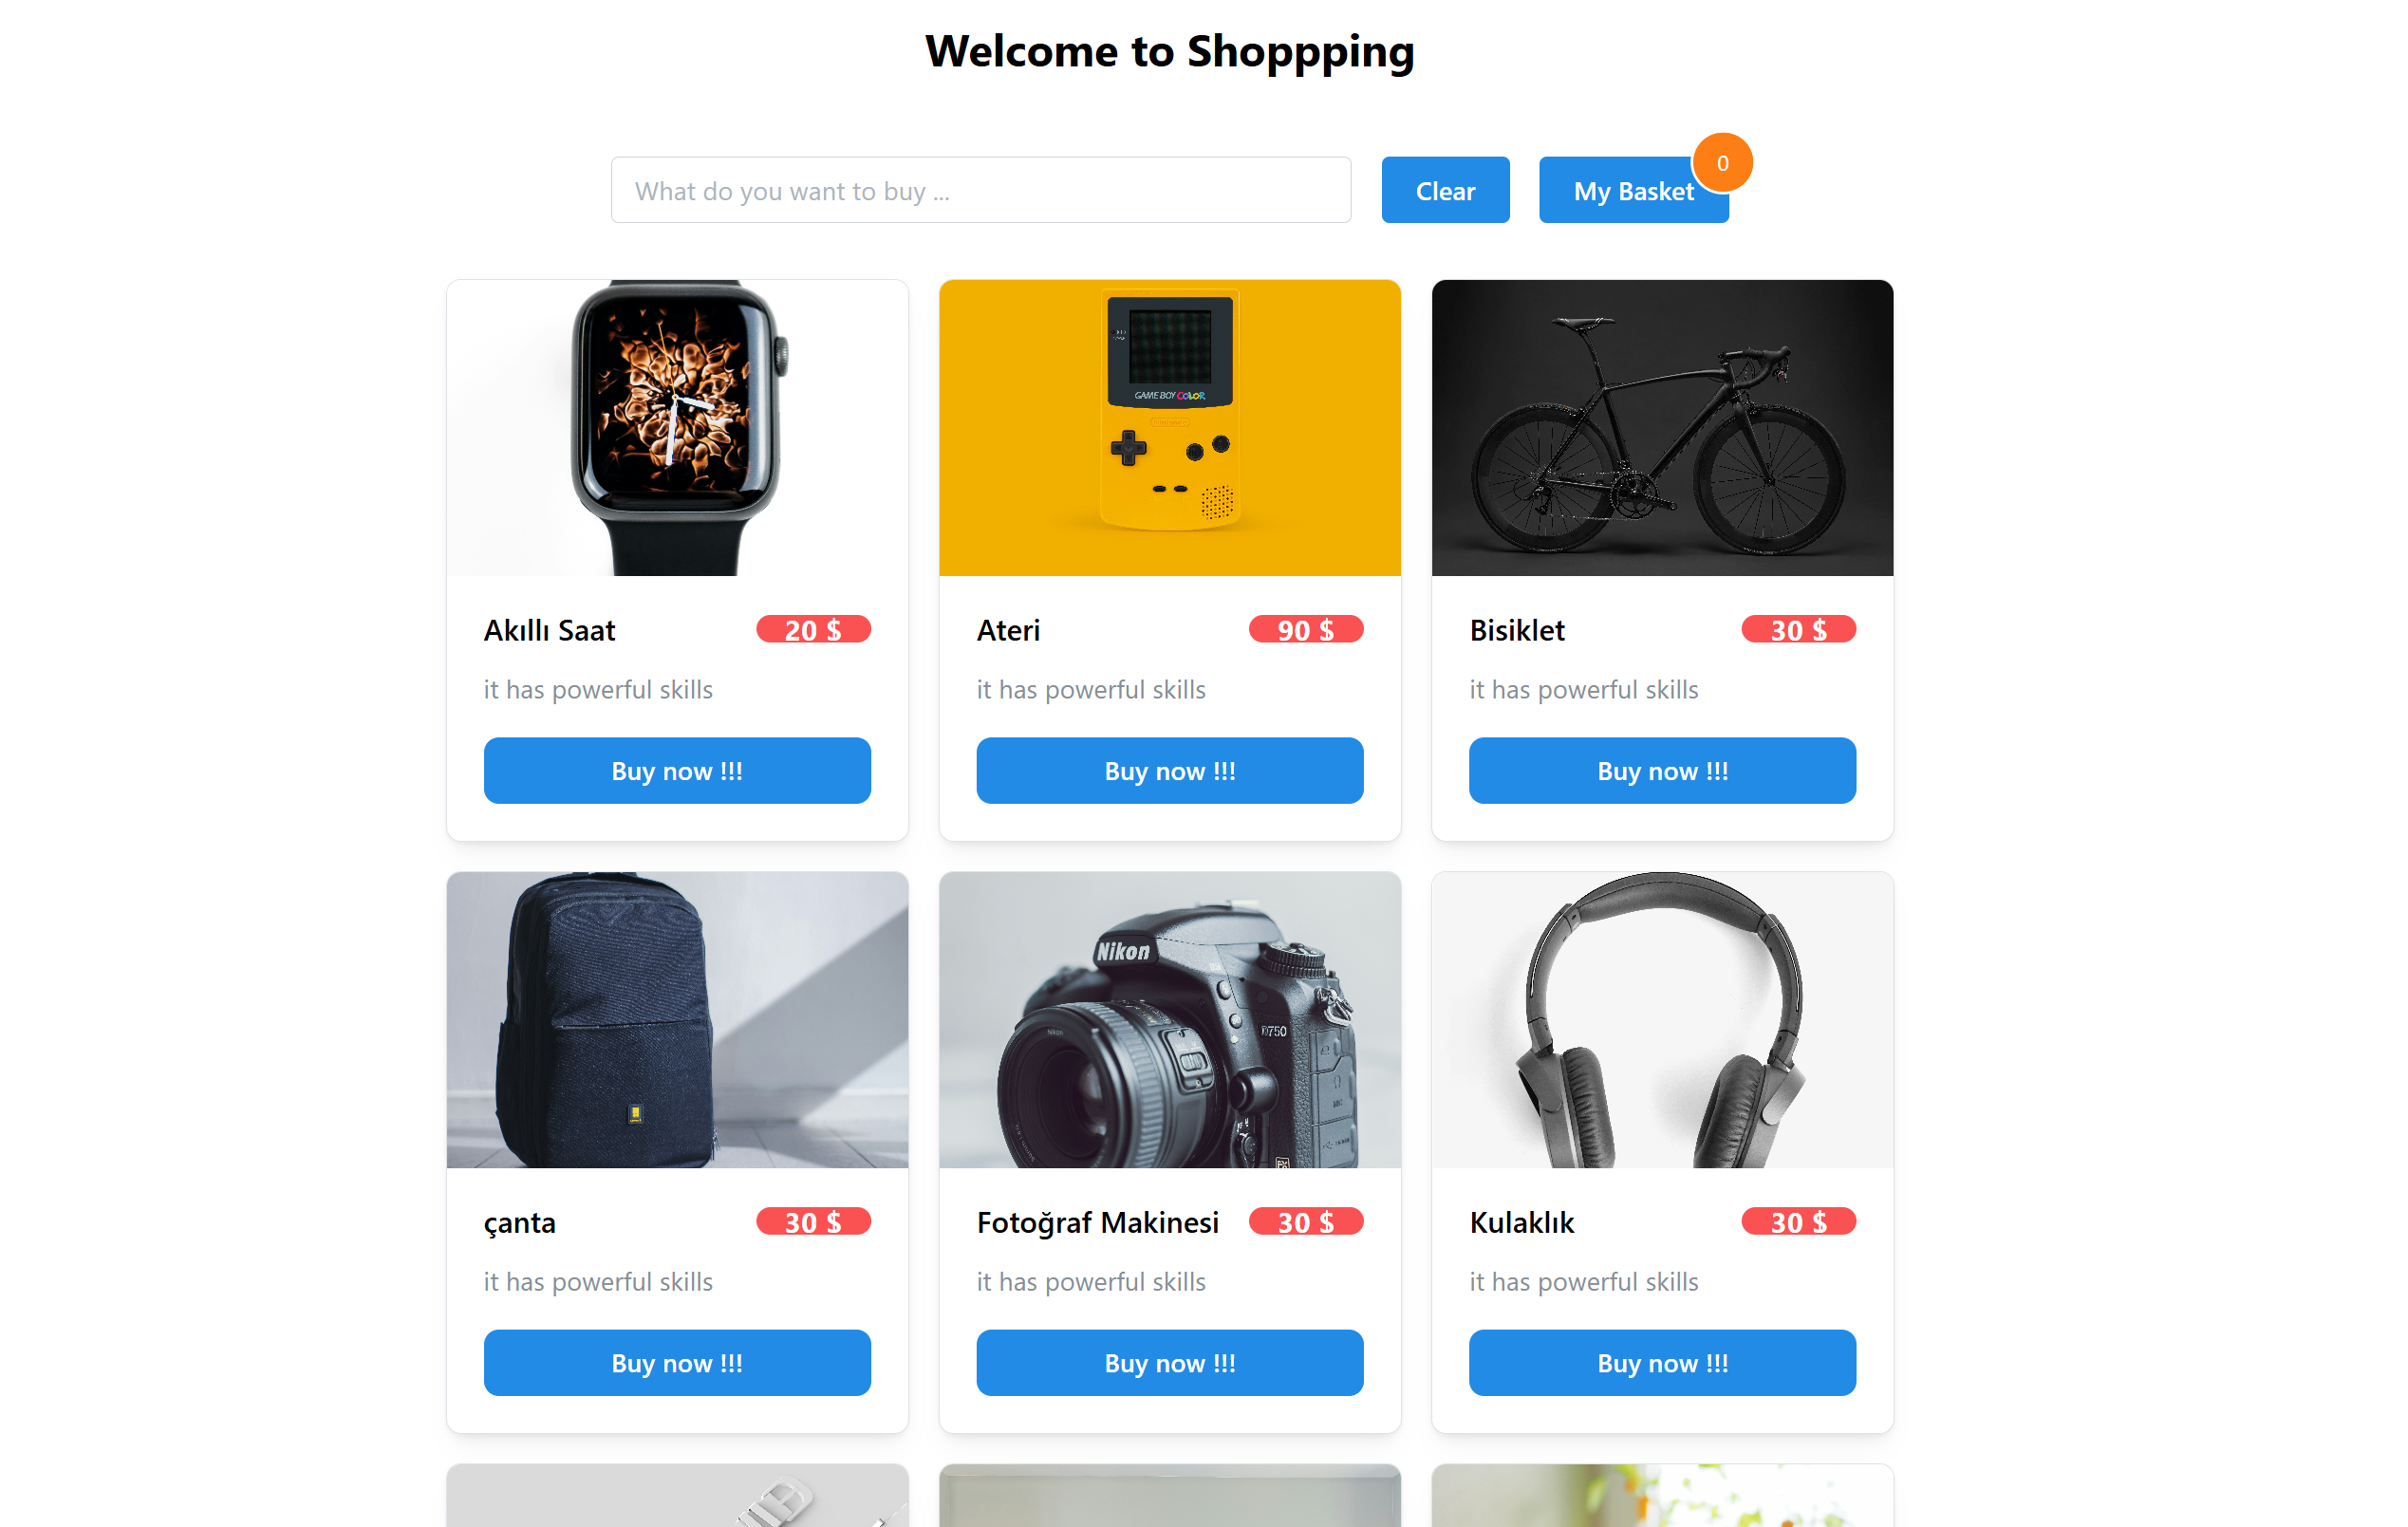 Welcome to Shoppping
What do you want to buy ...
Clear
My Basket
0
GAME BOY COLOR
Akıllı Saat
20 $
it has powerful skills
Buy now !!!
Ateri
90 $
it has powerful skills
Buy now !!!
Bisiklet
30 $
it has powerful skills
Buy now !!!
Nikon
D750
çanta
30 $
it has powerful skills
Buy now !!!
Fotoğraf Makinesi
30 $
it has powerful skills
Buy now !!!
Kulaklık
30 $
it has powerful skills
Buy now !!!